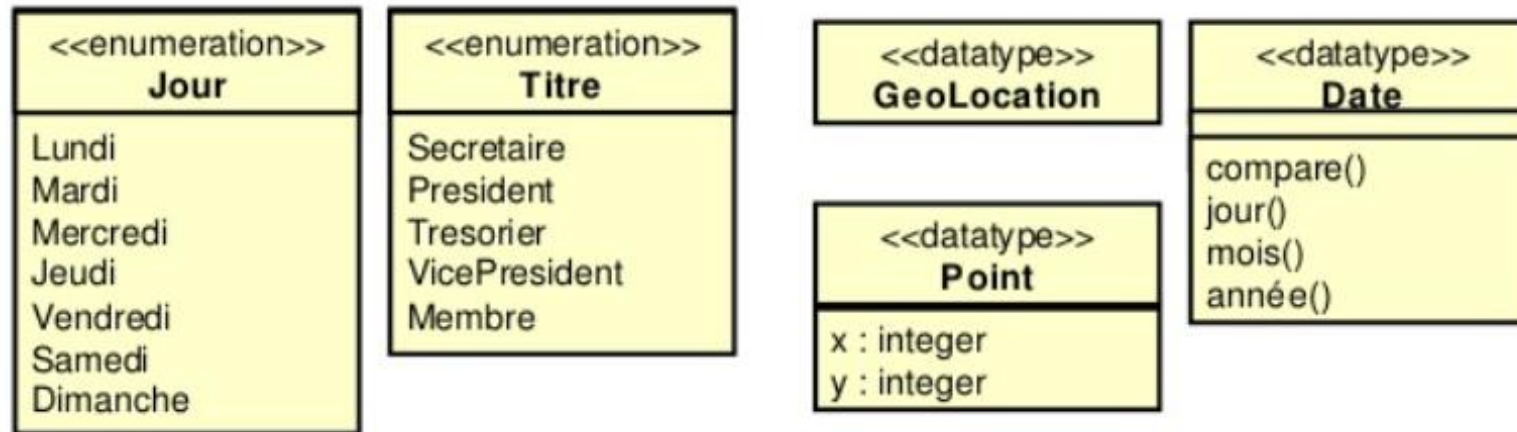 <<enumeration>>
Jour
Lundi
Mardi
Mercredi
Jeudi
Vendredi
Samedi
Dimanche
<<enumeration>>
Titre
Secretaire
President
Tresorier
VicePresident
Membre
<<datatype>>
GeoLocation
<<datatype>>
Point
x : integer
y : integer
<<datatype>>
Date
compare()
jour()
mois()
année()